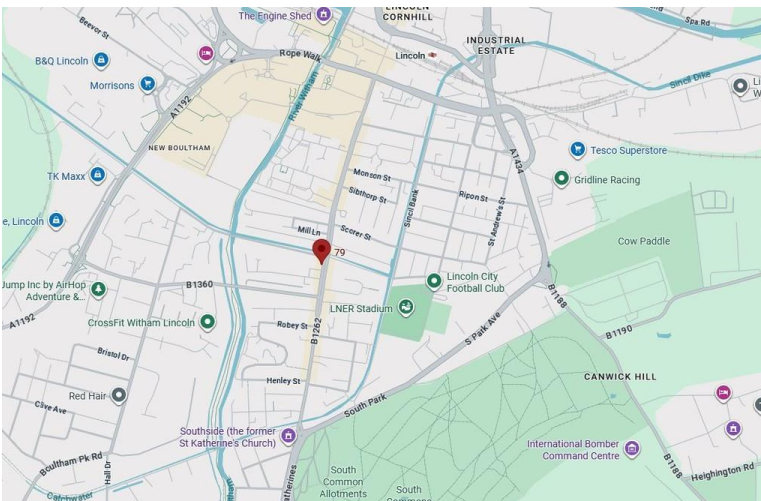 LINCOLN
CORNHILL
The Engine Shed
Spa Rd
Beevor St
INDUSTRIAL
ESTATE
Rope Walk
Lincoln
B&Q Lincoln
Sincil Dike
Morrisons
A1192
River Witham
NEW BOULTHAM
A1434
Tesco Superstore
Monson St
TK Maxx
Gridline Racing
Sibthorp St
Ripon St
Sincil Bank
St Andrew's St
e, Lincoln
Mill Ln
Scorer St
Cow Paddle
79
Lincoln City
Football Club
Jump Inc by AirHop
Adventure &...
B1360
B1188
LNER Stadium
A1192
CrossFit Witham Lincoln
Robey St
B1262
S Park Ave
B1190
Bristol Dr
Henley St
CANWICK HILL
Red Hair
Clive Ave
South Park
Southside (the former
St Katherine's Church)
International Bomber
Command Centre
Boultham Pk Rd
Hall Dr
B1188
Heighington Rd
South
Common
Allotments
South
Catchwater